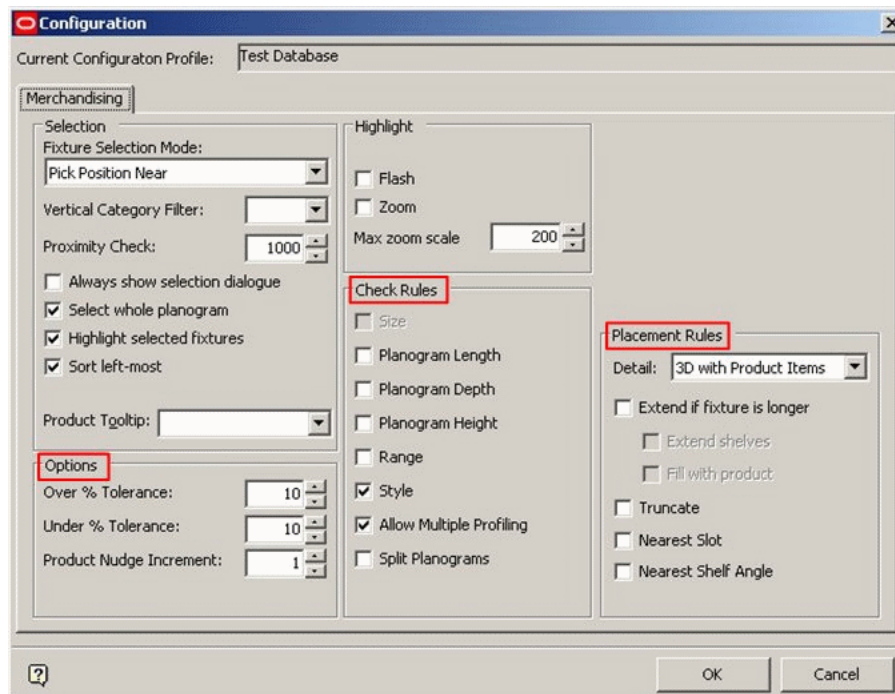 Configuration
Current Configuraton Profile: Test Database
Merchandising
Selection
Fixture Selection Mode:
Pick Position Near
Vertical Category Filter:
Proximity Check: 1000
Always show selection dialogue
Select whole planogram
Highlight selected fixtures
Sort left-most
Product Tooltip:
Options
Over % Tolerance: 10
Under % Tolerance: 10
Product Nudge Increment: 1
Highlight
Flash
Zoom
Max zoom scale 200
Check Rules
Size
Planogram Length
Planogram Depth
Planogram Height
Range
Style
Allow Multiple Profiling
Split Planograms
Placement Rules
Detail: 3D with Product Items
Extend if fixture is longer
Extend shelves
Fill with product
Truncate
Nearest Slot
Nearest Shelf Angle
OK Cancel